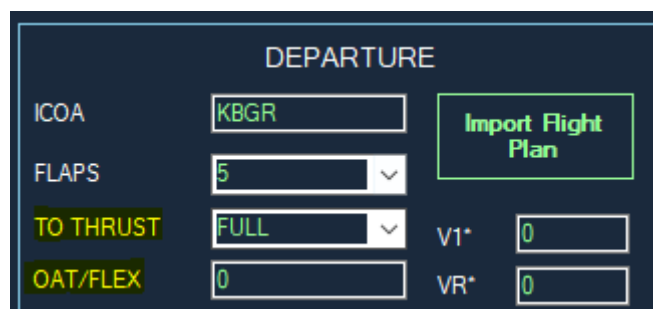 DEPARTURE
ICOA KBGR
Import Flight
Plan
FLAPS 5
TO THRUST FULL
V1* 0
OAT/FLEX 0
VR* 0